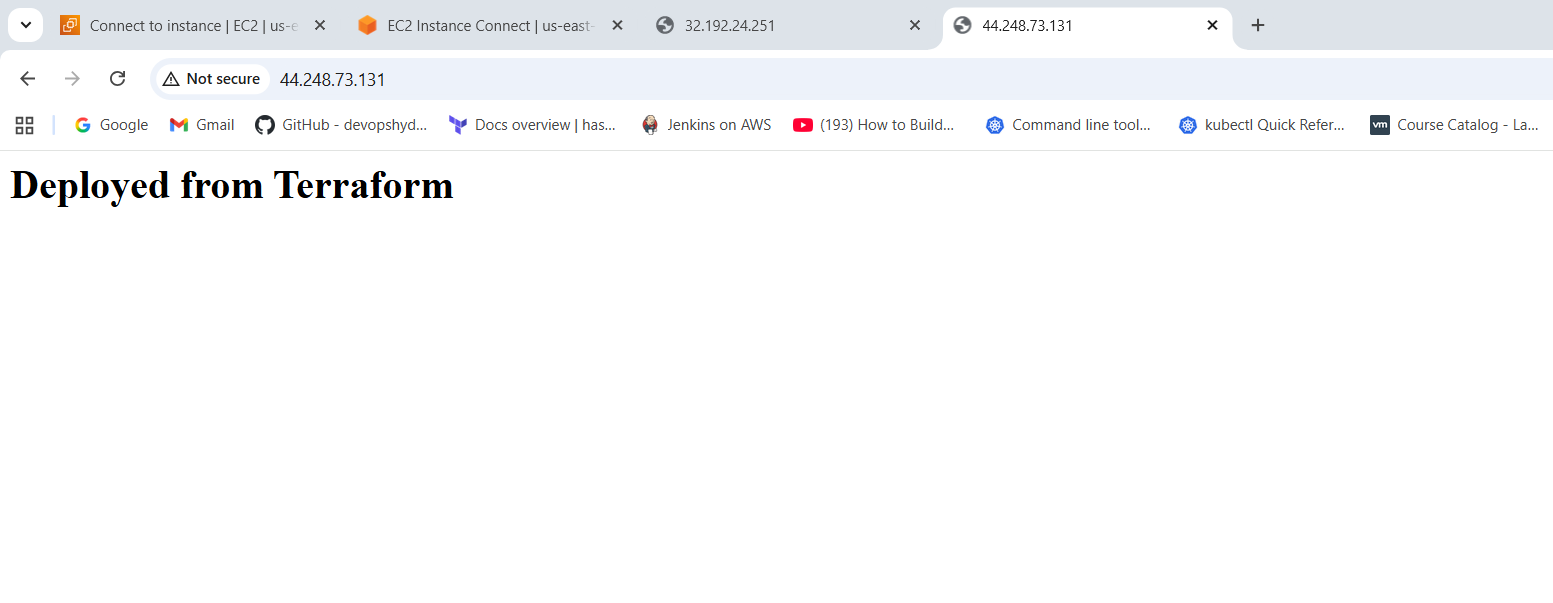 Connect to instance | EC2 | us-e
EC2 Instance Connect | us-east-
32.192.24.251
44.248.73.131
Not secure
44.248.73.131
Google
Gmail
GitHub - devopshyd...
Docs overview | has...
Jenkins on AWS
(193) How to Build...
Command line tool...
kubectl Quick Refer...
vm
Course Catalog - La...
Deployed from Terraform